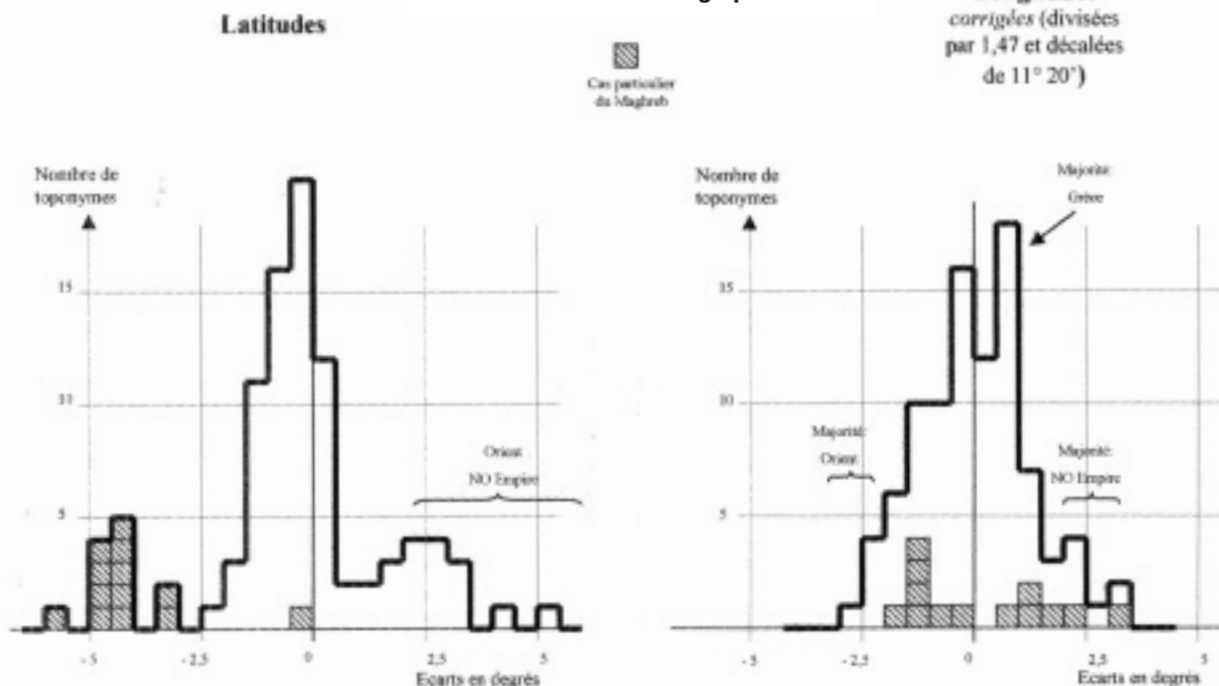 Latitudes
corrigées (divisées
par 1,47 et décalées
de 11° 20')
Cas particulier
du Maghreb
Nombre de
toponymes
15
10
5
Orient
NO Empire
- 5
- 2,5
0
2,5
5
Ecarts en degrés
Nombre de
toponymes
Majorité:
Grèce
15
10
5
Majorité:
Orient
Majorité:
NO Empire
- 5
- 2,5
0
2,5
5
Ecarts en degrés